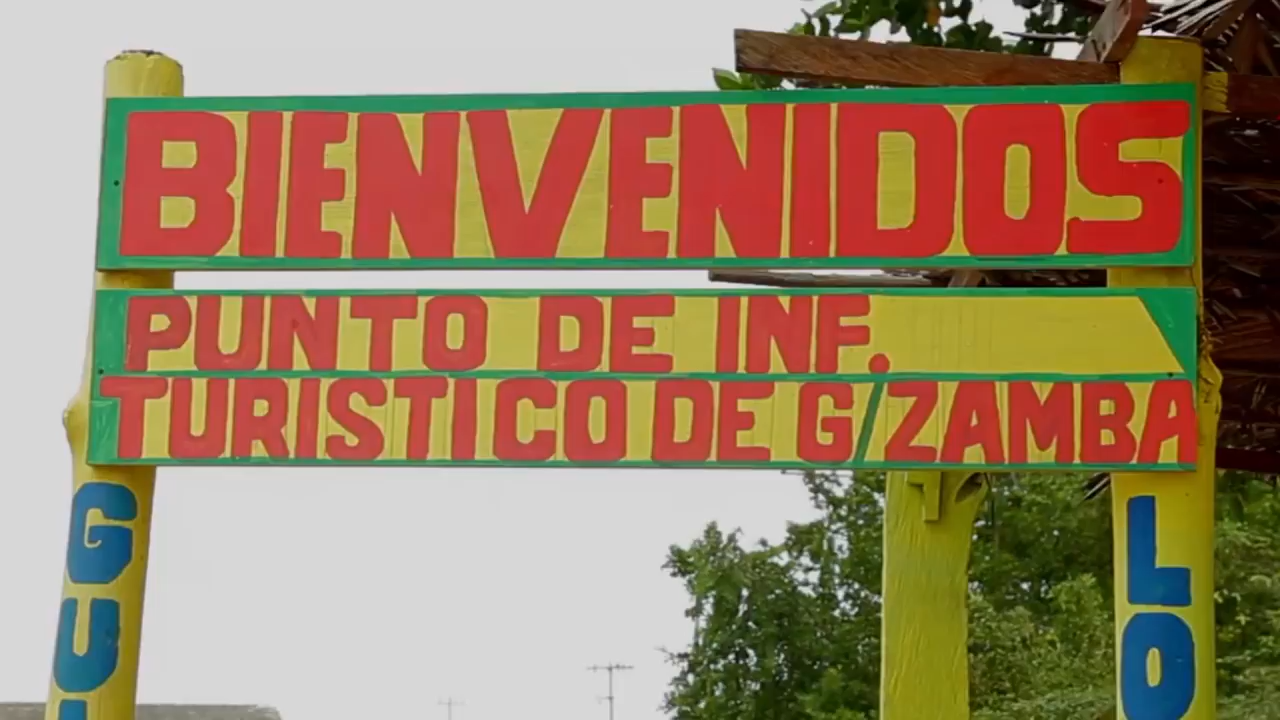 BIENVENIDOS
PUNTO DE INF.
TURISTICO DE G/ZAMBA
GU
LO